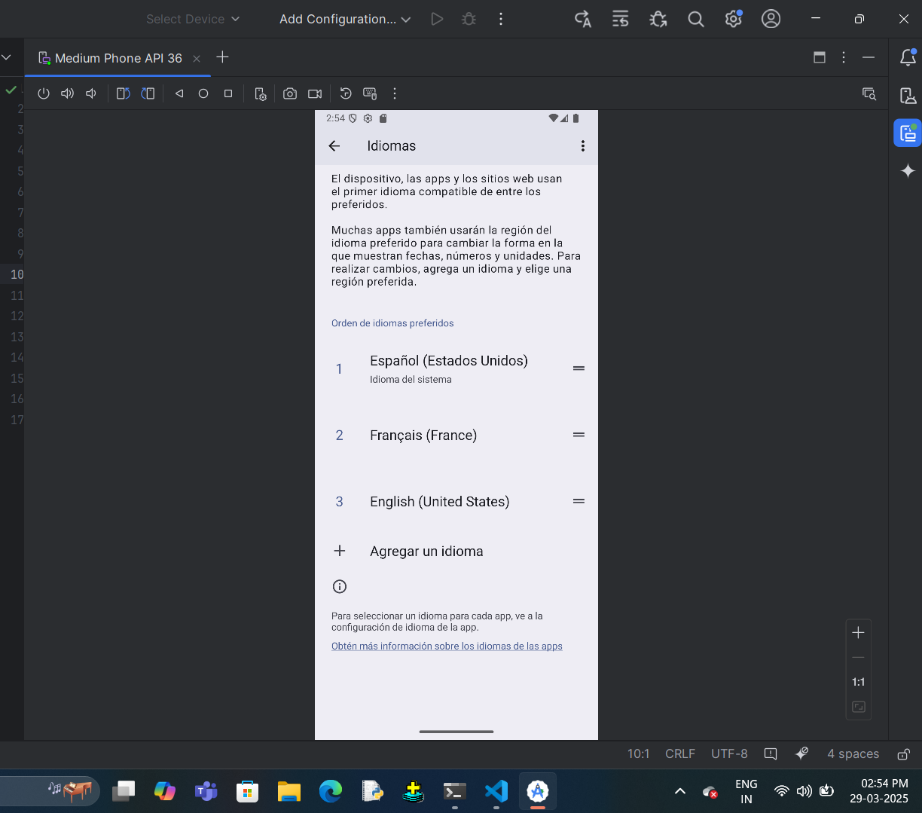 Select Device
Add Configuration...
Medium Phone API 36
2
3
4
5
6
7
8
9
10
11
12
13
14
15
16
17
2:54
Idiomas
El dispositivo, las apps y los sitios web usan
el primer idioma compatible de entre los
preferidos.
Muchas apps también usarán la región del
idioma preferido para cambiar la forma en la
que muestran fechas, números y unidades. Para
realizar cambios, agrega un idioma y elige una
región preferida.
Orden de idiomas preferidos
1 Español (Estados Unidos)
Idioma del sistema
2 Français (France)
3 English (United States)
+ Agregar un idioma
Para seleccionar un idioma para cada app, ve a la
configuración de idioma de la app.
Obtén más información sobre los idiomas de las apps
1:1
10:1 CRLF UTF-8 4 spaces
ENG
IN
02:54 PM
29-03-2025